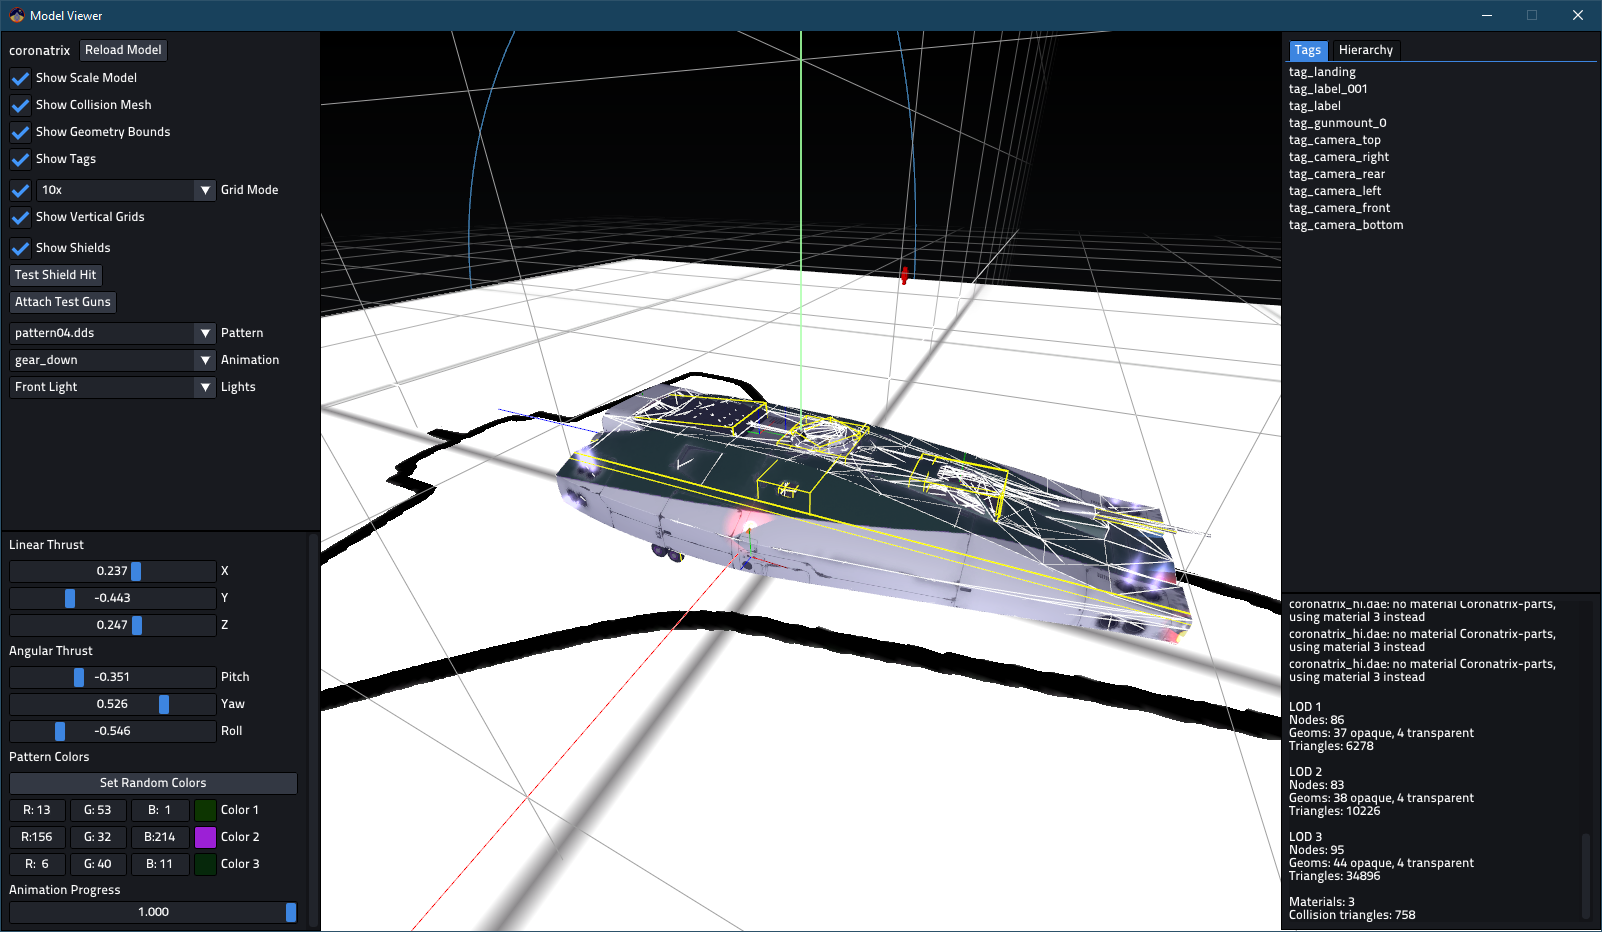 Model Viewer
coronatrix Reload Model
Show Scale Model
Show Collision Mesh
Show Geometry Bounds
Show Tags
10x Grid Mode
Show Vertical Grids
Show Shields
Test Shield Hit
Attach Test Guns
pattern04.dds Pattern
gear_down Animation
Front Light Lights
Linear Thrust
0.237 X
-0.443 Y
0.247 Z
Angular Thrust
-0.351 Pitch
0.526 Yaw
-0.546 Roll
Pattern Colors
Set Random Colors
R: 13 G: 53 B: 1 Color 1
R:156 G: 32 B:214 Color 2
R: 6 G: 40 B: 11 Color 3
Animation Progress
1.000
Tags Hierarchy
tag_landing
tag_label_001
tag_label
tag_gunmount_0
tag_camera_top
tag_camera_right
tag_camera_rear
tag_camera_left
tag_camera_front
tag_camera_bottom
coronatrix_hi.dae: no material Coronatrix-parts,
using material 3 instead
coronatrix_hi.dae: no material Coronatrix-parts,
using material 3 instead
coronatrix_hi.dae: no material Coronatrix-parts,
using material 3 instead
LOD 1
Nodes: 86
Geoms: 37 opaque, 4 transparent
Triangles: 6278
LOD 2
Nodes: 83
Geoms: 38 opaque, 4 transparent
Triangles: 10226
LOD 3
Nodes: 95
Geoms: 44 opaque, 4 transparent
Triangles: 34896
Materials: 3
Collision triangles: 758